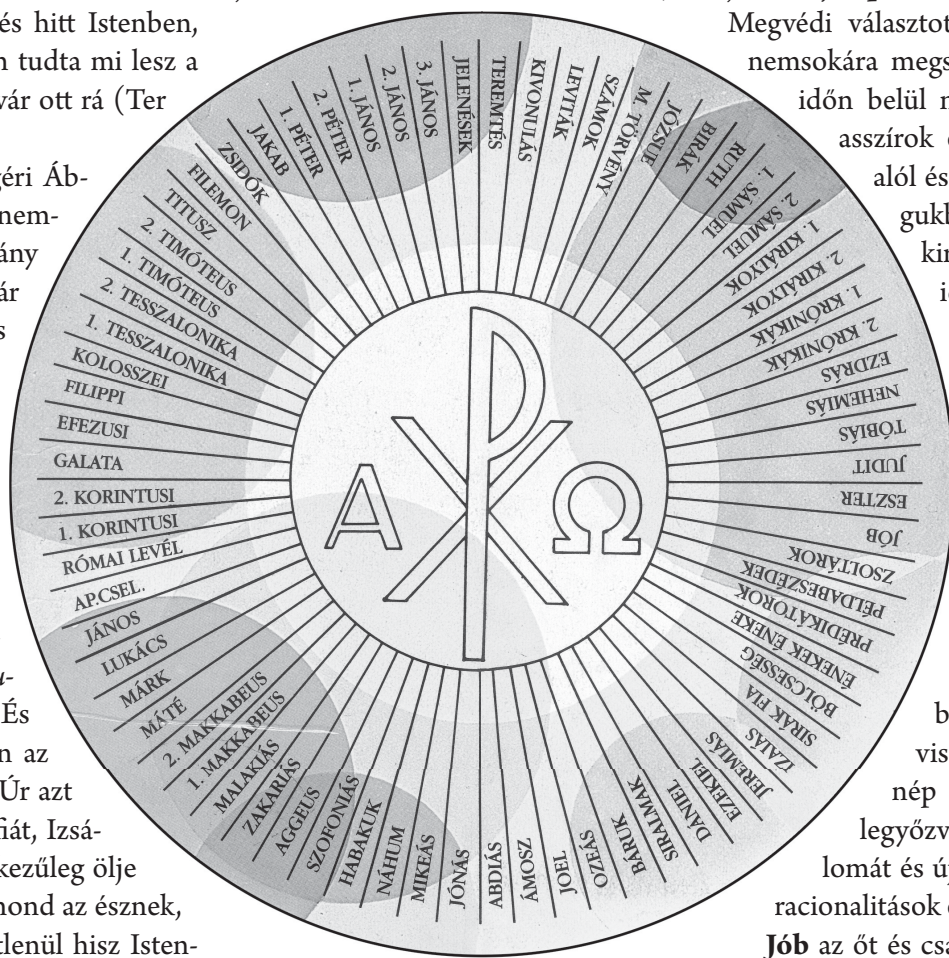 és hitt Istenben,
n tudta mi lesz a
vár ott rá (Ter
géri Áb-
nem-
ány
ár
s
u-
És
n az
Úr azt
fiát, Izsá-
kezűleg ölje
mond az észnek,
tlenül hisz Isten-
TEREMTÉS
KIVONULÁS
LEVITÁK
SZÁMOK
M. TÖRVÉNY
JÓZSUE
BIRÁK
RUTH
1. SÁMUEL
2. SÁMUEL
1. KIRÁLYOK
2. KIRÁLYOK
1. KRÓNIKÁK
2. KRÓNIKÁK
EZDRÁS
NEHEMIÁS
TÓBIÁS
JUDIT
ESZTER
JÓB
ZSOLTÁROK
PÉLDABESZÉDEK
PRÉDIKÁTOROK
ÉNEKEK ÉNEKE
BÖLCSESSÉG
SIRÁK FIA
IZAIÁS
JEREMIÁS
EZEKIEL
DÁNIEL
SIRALMAK
BÁRUK
OZEÁS
JOEL
ÁMOSZ
ABDIÁS
JÓNÁS
MIKEÁS
NÁHUM
HABAKUK
SZOFONIÁS
AGGEUS
ZAKARIÁS
MALAKIÁS
1. MAKKABEUS
2. MAKKABEUS
MÁTÉ
MÁRK
LUKÁCS
JÁNOS
AP.CSEL.
RÓMAI LEVÉL
1. KORINTUSI
2. KORINTUSI
GALATA
EFEZUSI
FILIPPI
KOLOSSZEI
1. TESSZALONIKA
2. TESSZALONIKA
1. TIMÓTEUS
2. TIMÓTEUS
TITUSZ
FILEMON
ZSIDÓK
JAKAB
1. PÉTER
2. PÉTER
1. JÁNOS
2. JÁNOS
3. JÁNOS
JELENÉSEK
Α ☧ Ω
Megvédi választot
nemsokára megs
időn belül
asszírok
alól és
gukb
kin
b
vis
nép
legyőzv
lomát és ú
racionalitások
Jób az őt és csa